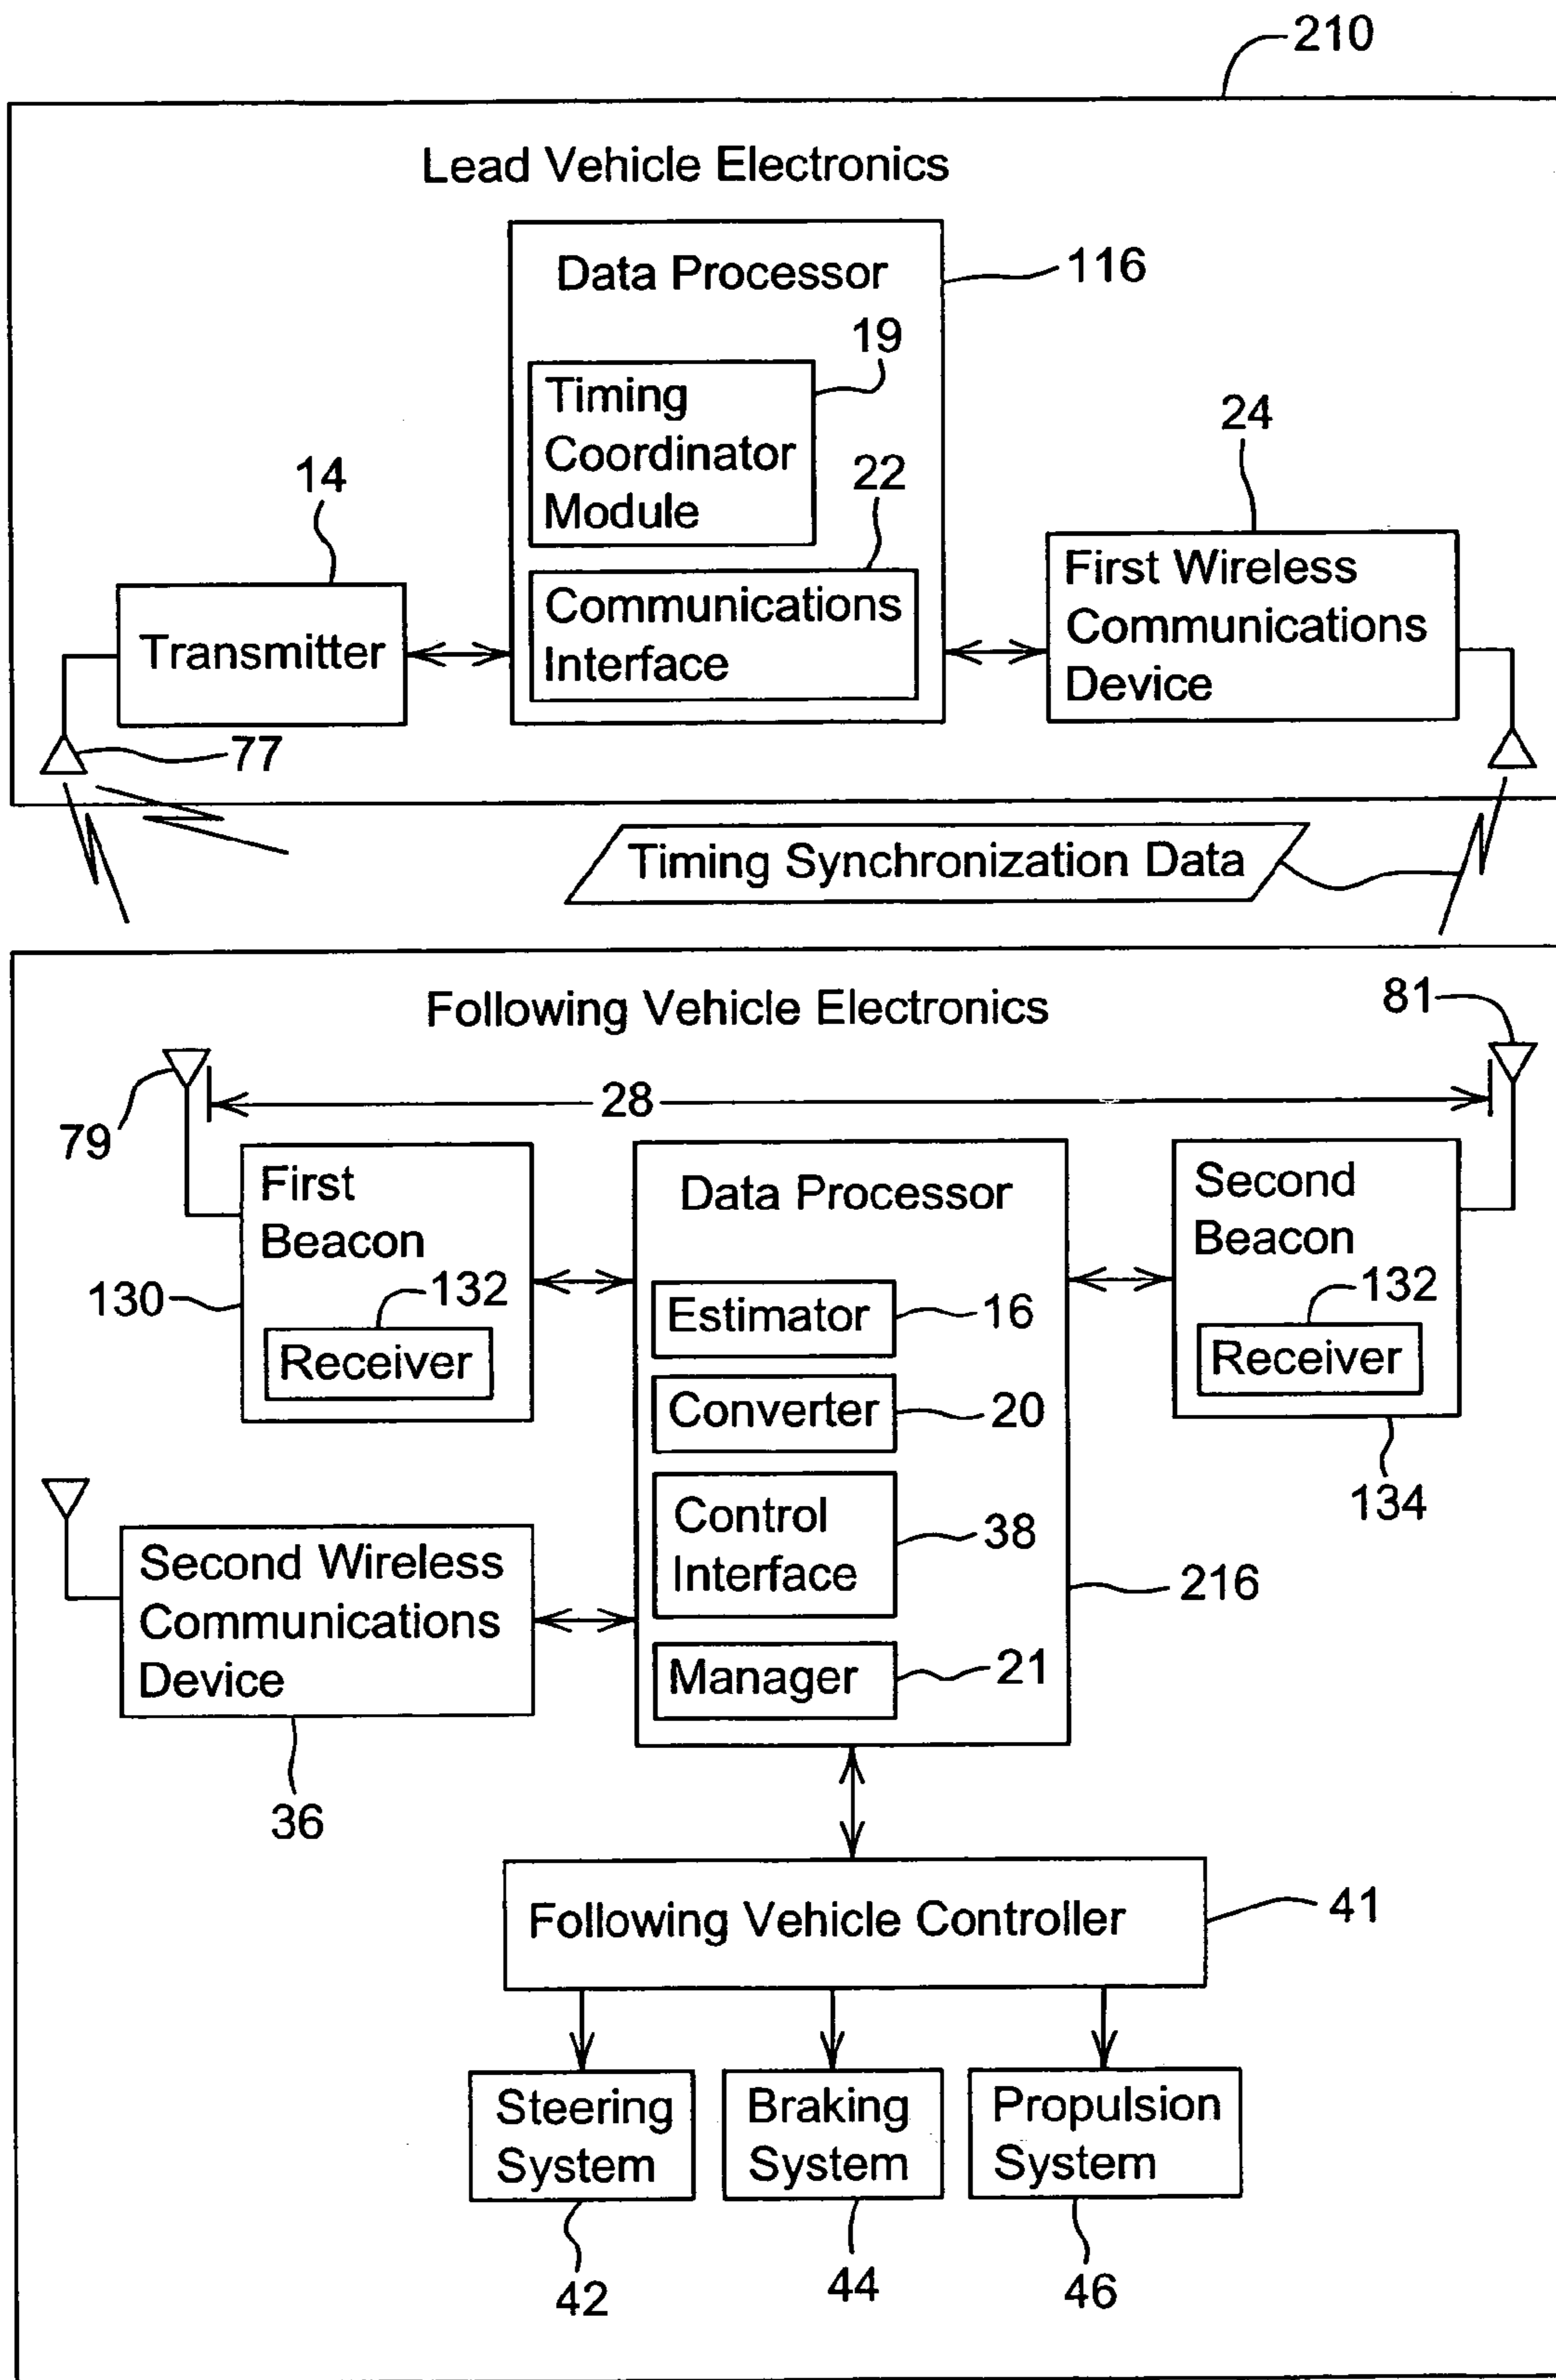 210
Lead Vehicle Electronics
Data Processor
116
19
Timing
Coordinator
Module
22
Communications
Interface
14
Transmitter
24
First Wireless
Communications
Device
77
Timing Synchronization Data
Following Vehicle Electronics
81
79
28
First
Beacon
130
132
Receiver
Data Processor
Estimator
16
Converter
20
Control
Interface
38
Manager
21
216
Second
Beacon
132
Receiver
134
Second Wireless
Communications
Device
36
Following Vehicle Controller
41
Steering
System
42
Braking
System
44
Propulsion
System
46